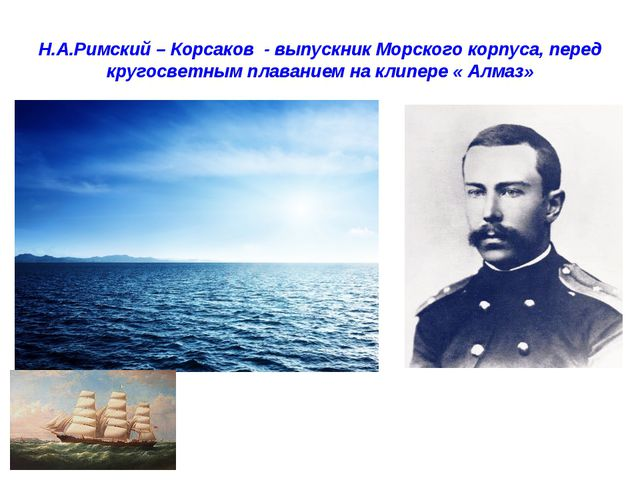 Н.А.Римский – Корсаков - выпускник Морского корпуса, перед
кругосветным плаванием на клипере « Алмаз»